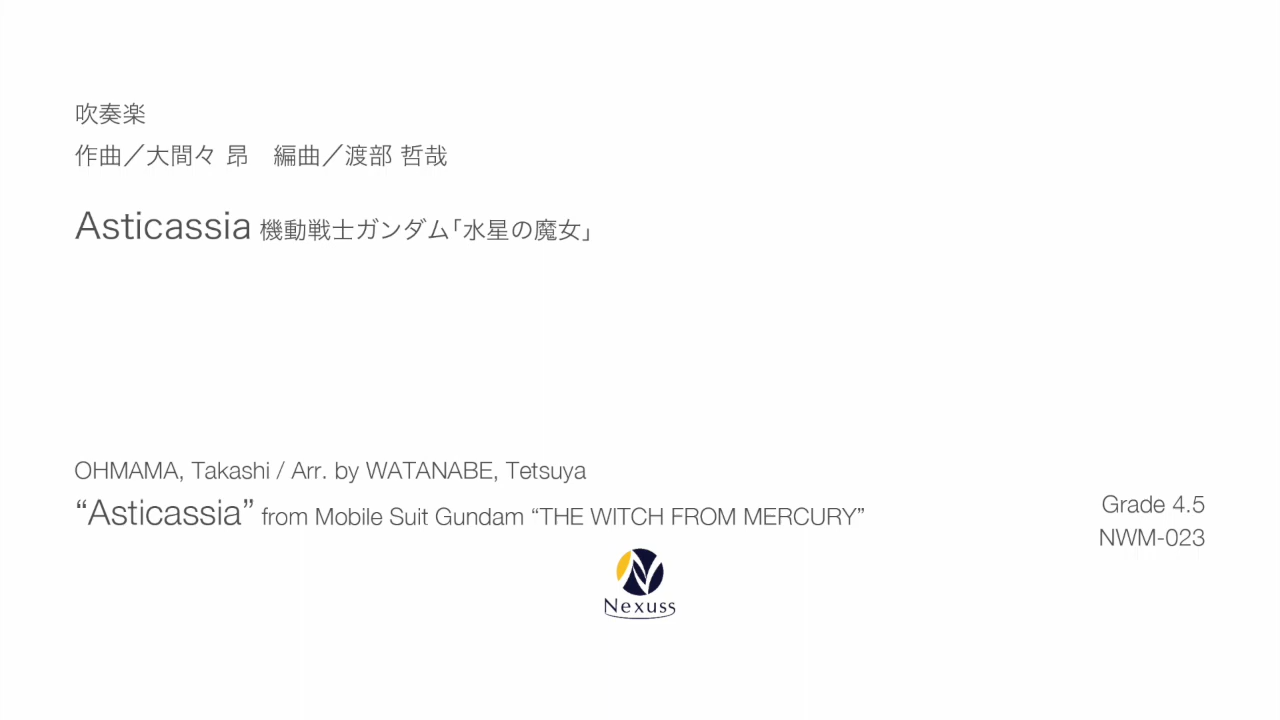 吹奏楽
作曲／大間々 昂　編曲／渡部 哲哉
Asticassia 機動戦士ガンダム「水星の魔女」
OHMAMA, Takashi / Arr. by WATANABE, Tetsuya
“Asticassia” from Mobile Suit Gundam “THE WITCH FROM MERCURY”
Grade 4.5
NWM-023
Nexuss